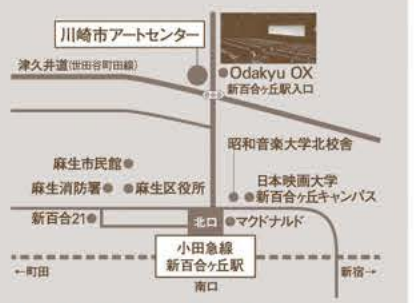 川崎市アートセンター
津久井道(世田谷町田線)
Odakyu OX
新百合ヶ丘駅入口
昭和音楽大学北校舎
麻生市民館
日本映画大学
麻生消防署
麻生区役所
新百合ヶ丘キャンパス
新百合21
北口
マクドナルド
小田急線
新百合ヶ丘駅
←町田
新宿→
南口